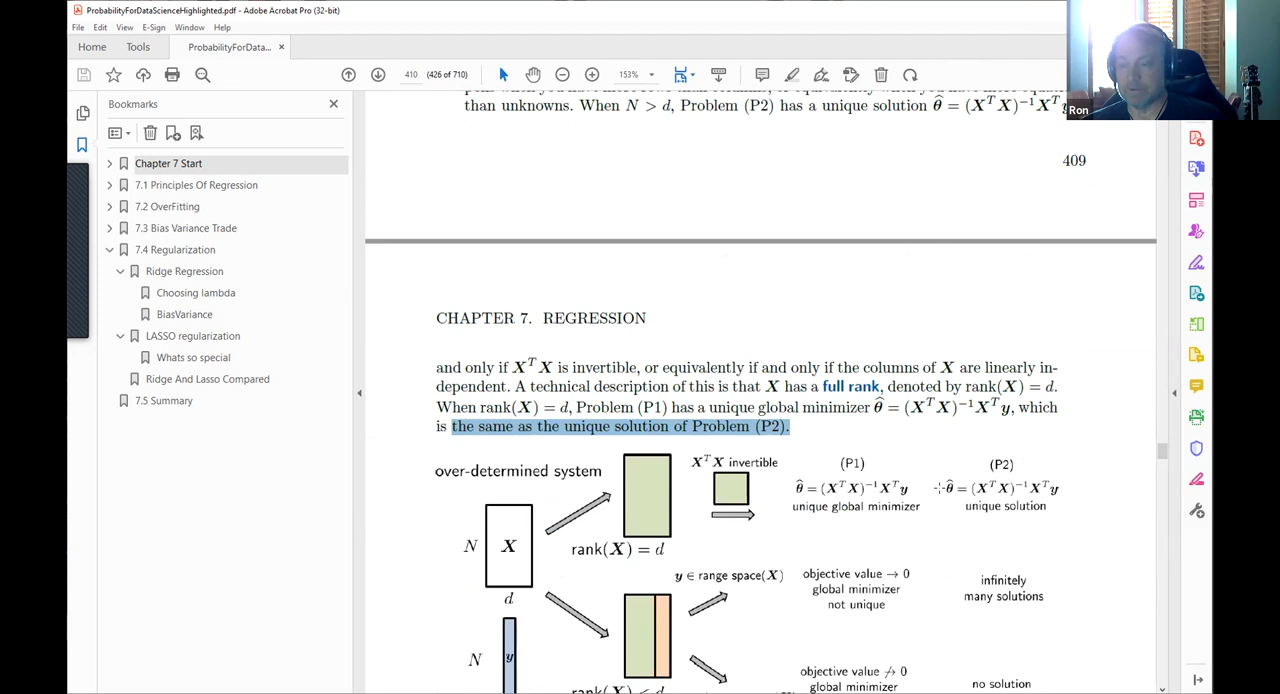 ProbabilityForDataScienceHighlighted.pdf - Adobe Acrobat Pro (32-bit)
File Edit View E-Sign Window Help
Home Tools ProbabilityForData... ×
410 (426 of 710) 153%
Bookmarks
Chapter 7 Start
7.1 Principles Of Regression
7.2 OverFitting
7.3 Bias Variance Trade
7.4 Regularization
Ridge Regression
Choosing lambda
BiasVariance
LASSO regularization
Whats so special
Ridge And Lasso Compared
7.5 Summary
Ron
than unknowns. When N > d, Problem (P2) has a unique solution θ̂ = (XᵀX)⁻¹Xᵀ
409
CHAPTER 7. REGRESSION
and only if XᵀX is invertible, or equivalently if and only if the columns of X are linearly in-
dependent. A technical description of this is that X has a full rank, denoted by rank(X) = d.
When rank(X) = d, Problem (P1) has a unique global minimizer θ̂ = (XᵀX)⁻¹Xᵀy, which
is the same as the unique solution of Problem (P2).
over-determined system
XᵀX invertible
(P1)
(P2)
θ̂ = (XᵀX)⁻¹Xᵀy
unique global minimizer
θ̂ = (XᵀX)⁻¹Xᵀy
unique solution
N X
d
rank(X) = d
y ∈ range space(X)
objective value → 0
global minimizer
not unique
infinitely
many solutions
N y
objective value ↛ 0
global minimizer
no solution